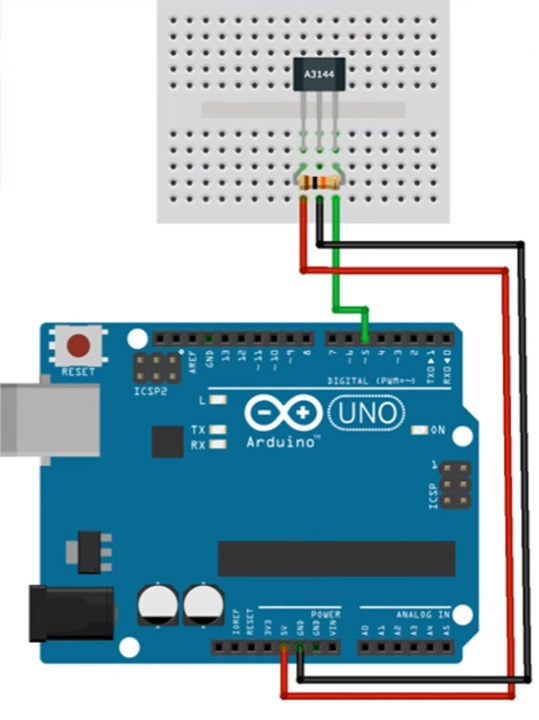 A3144
RESET
AREF
GND
13
12
~11
~10
~9
8
7
~6
~5
4
~3
2
TX0▶1
RX0◀0
ICSP2
DIGITAL (PWM=~)
L
TX
RX
UNO
Arduino™
ON
1
ICSP
POWER
ANALOG IN
IOREF
RESET
3V3
5V
GND
GND
VIN
A0
A1
A2
A3
A4
A5